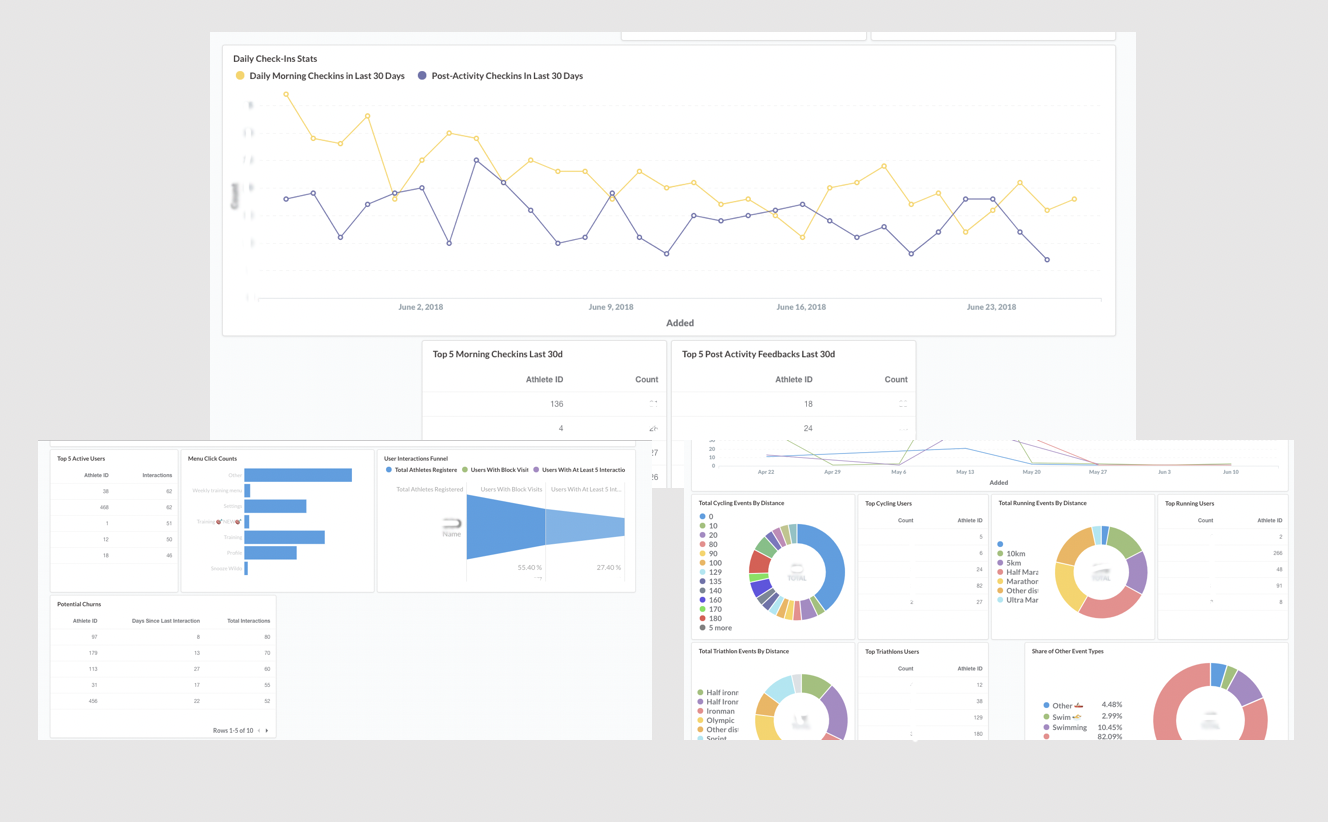 Daily Check-Ins Stats
Daily Morning Checkins in Last 30 Days
Post-Activity Checkins In Last 30 Days
June 2, 2018
June 9, 2018
June 16, 2018
June 23, 2018
Added
Top 5 Morning Checkins Last 30d
Athlete ID Count
136
4
Top 5 Post Activity Feedbacks Last 30d
Athlete ID Count
18
24
27
26
Top 5 Active Users
Athlete ID Interactions
38 62
468 62
1 51
12 50
18 46
Menu Click Counts
Other
Weekly training menu
Settings
Training
Training
Profile
User Interactions Funnel
Total Athletes Registere
Users With Block Visit
Users With At Least 5 Interactio
Total Athletes Registered
Users With Block Visits
Users With At Least 5 Int...
Name
55.40 %
27.40 %
Potential Churns
Athlete ID Days Since Last Interaction Total Interactions
97 8 80
179 13 70
113 27 60
31 17 55
456 22 52
Rows 1-5 of 10
20
10
0
Apr 22
Apr 29
May 6
May 13
May 20
May 27
Jun 3
Jun 10
Added
Total Cycling Events By Distance
0
10
20
80
90
100
129
135
140
160
170
180
5 more
TOTAL
Top Cycling Users
Count Athlete ID
5
6
24
44
2 27
Total Running Events By Distance
10km
5km
Half Mara
Marathor
Other dis
Ultra Mar
TOTAL
Top Running Users
Count Athlete ID
2
266
48
91
8
Total Triathlon Events By Distance
Half ironr
Half Iron
Ironman
Olympic
Other dis
Sprint
Top Triathlons Users
Count Athlete ID
12
38
129
180
Share of Other Event Types
Other 4.48%
Swim 2.99%
Swimming 10.45%
82.09%